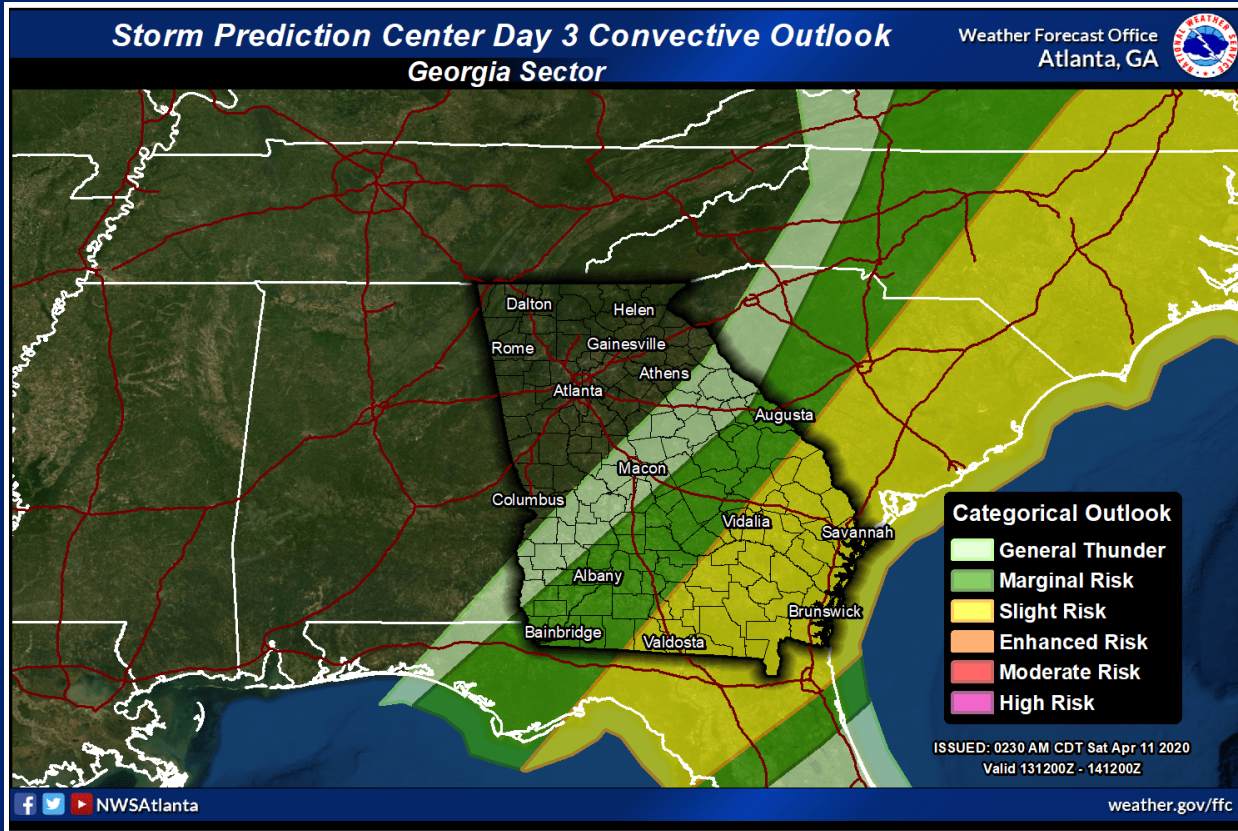 Storm Prediction Center Day 3 Convective Outlook
Georgia Sector
Weather Forecast Office
Atlanta, GA
NATIONAL WEATHER SERVICE
Dalton
Helen
Rome
Gainesville
Athens
Atlanta
Augusta
Macon
Columbus
Vidalia
Savannah
Albany
Brunswick
Bainbridge
Valdosta
Categorical Outlook
General Thunder
Marginal Risk
Slight Risk
Enhanced Risk
Moderate Risk
High Risk
ISSUED: 0230 AM CDT Sat Apr 11 2020
Valid 131200Z - 141200Z
NWSAtlanta
weather.gov/ffc